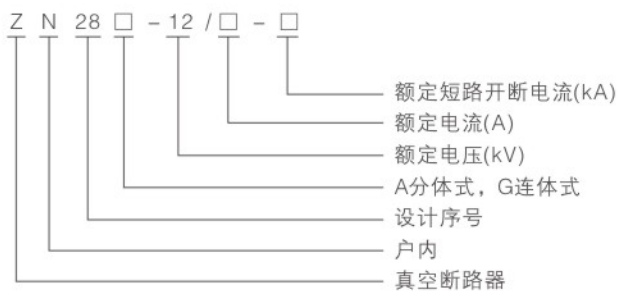 Z N 28 □ - 12 / □ - □
额定短路开断电流(kA)
额定电流(A)
额定电压(kV)
A分体式，G连体式
设计序号
户内
真空断路器